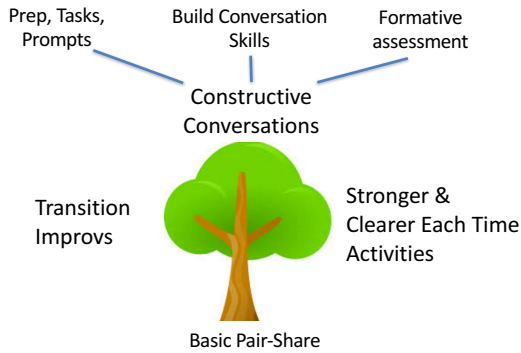 Prep, Tasks,
Prompts
Build Conversation
Skills
Formative
assessment
Constructive
Conversations
Transition
Improvs
Stronger &
Clearer Each Time
Activities
Basic Pair-Share